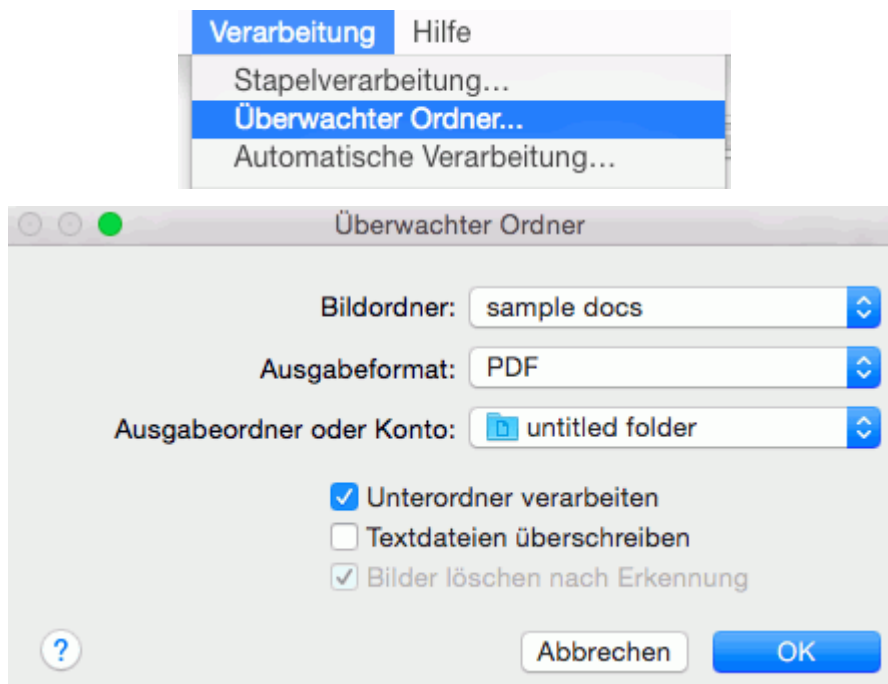 Verarbeitung Hilfe
Stapelverarbeitung...
Überwachter Ordner...
Automatische Verarbeitung...
Überwachter Ordner
Bildordner: sample docs
Ausgabeformat: PDF
Ausgabeordner oder Konto: untitled folder
Unterordner verarbeiten
Textdateien überschreiben
Bilder löschen nach Erkennung
? Abbrechen OK